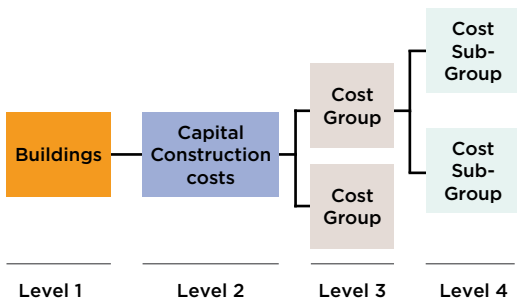 Buildings
Capital
Construction
costs
Cost
Group
Cost
Group
Cost
Sub-
Group
Cost
Sub-
Group
Level 1
Level 2
Level 3
Level 4